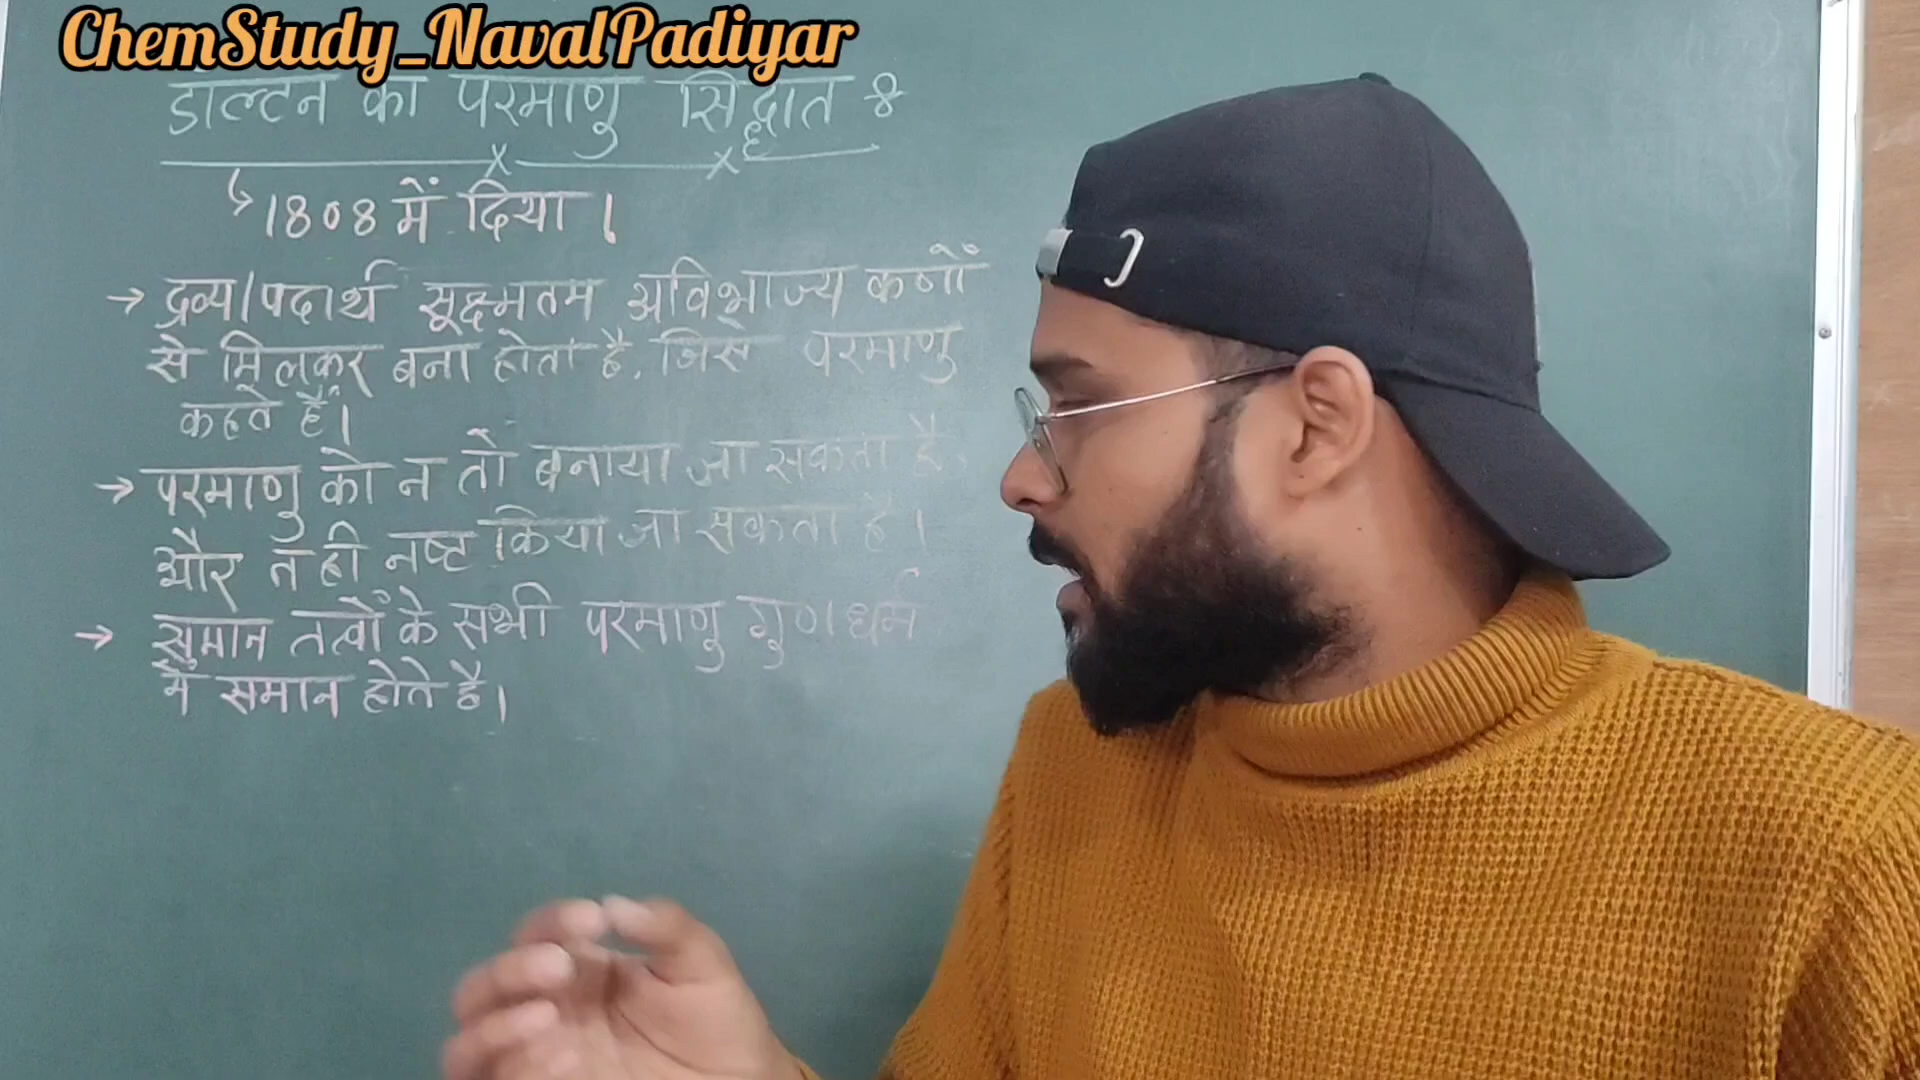 ChemStudy_NavalPadiyar
डाल्टन का परमाणु सिद्धांत :
↳ 1808 में दिया।
→ द्रव्य/पदार्थ सूक्ष्मतम अविभाज्य कणों
से मिलकर बना होता है, जिसे परमाणु
कहते हैं।
→ परमाणु को न तो बनाया जा सकता है
और न ही नष्ट किया जा सकता है।
→ समान तत्वों के सभी परमाणु गुणधर्म
में समान होते है।